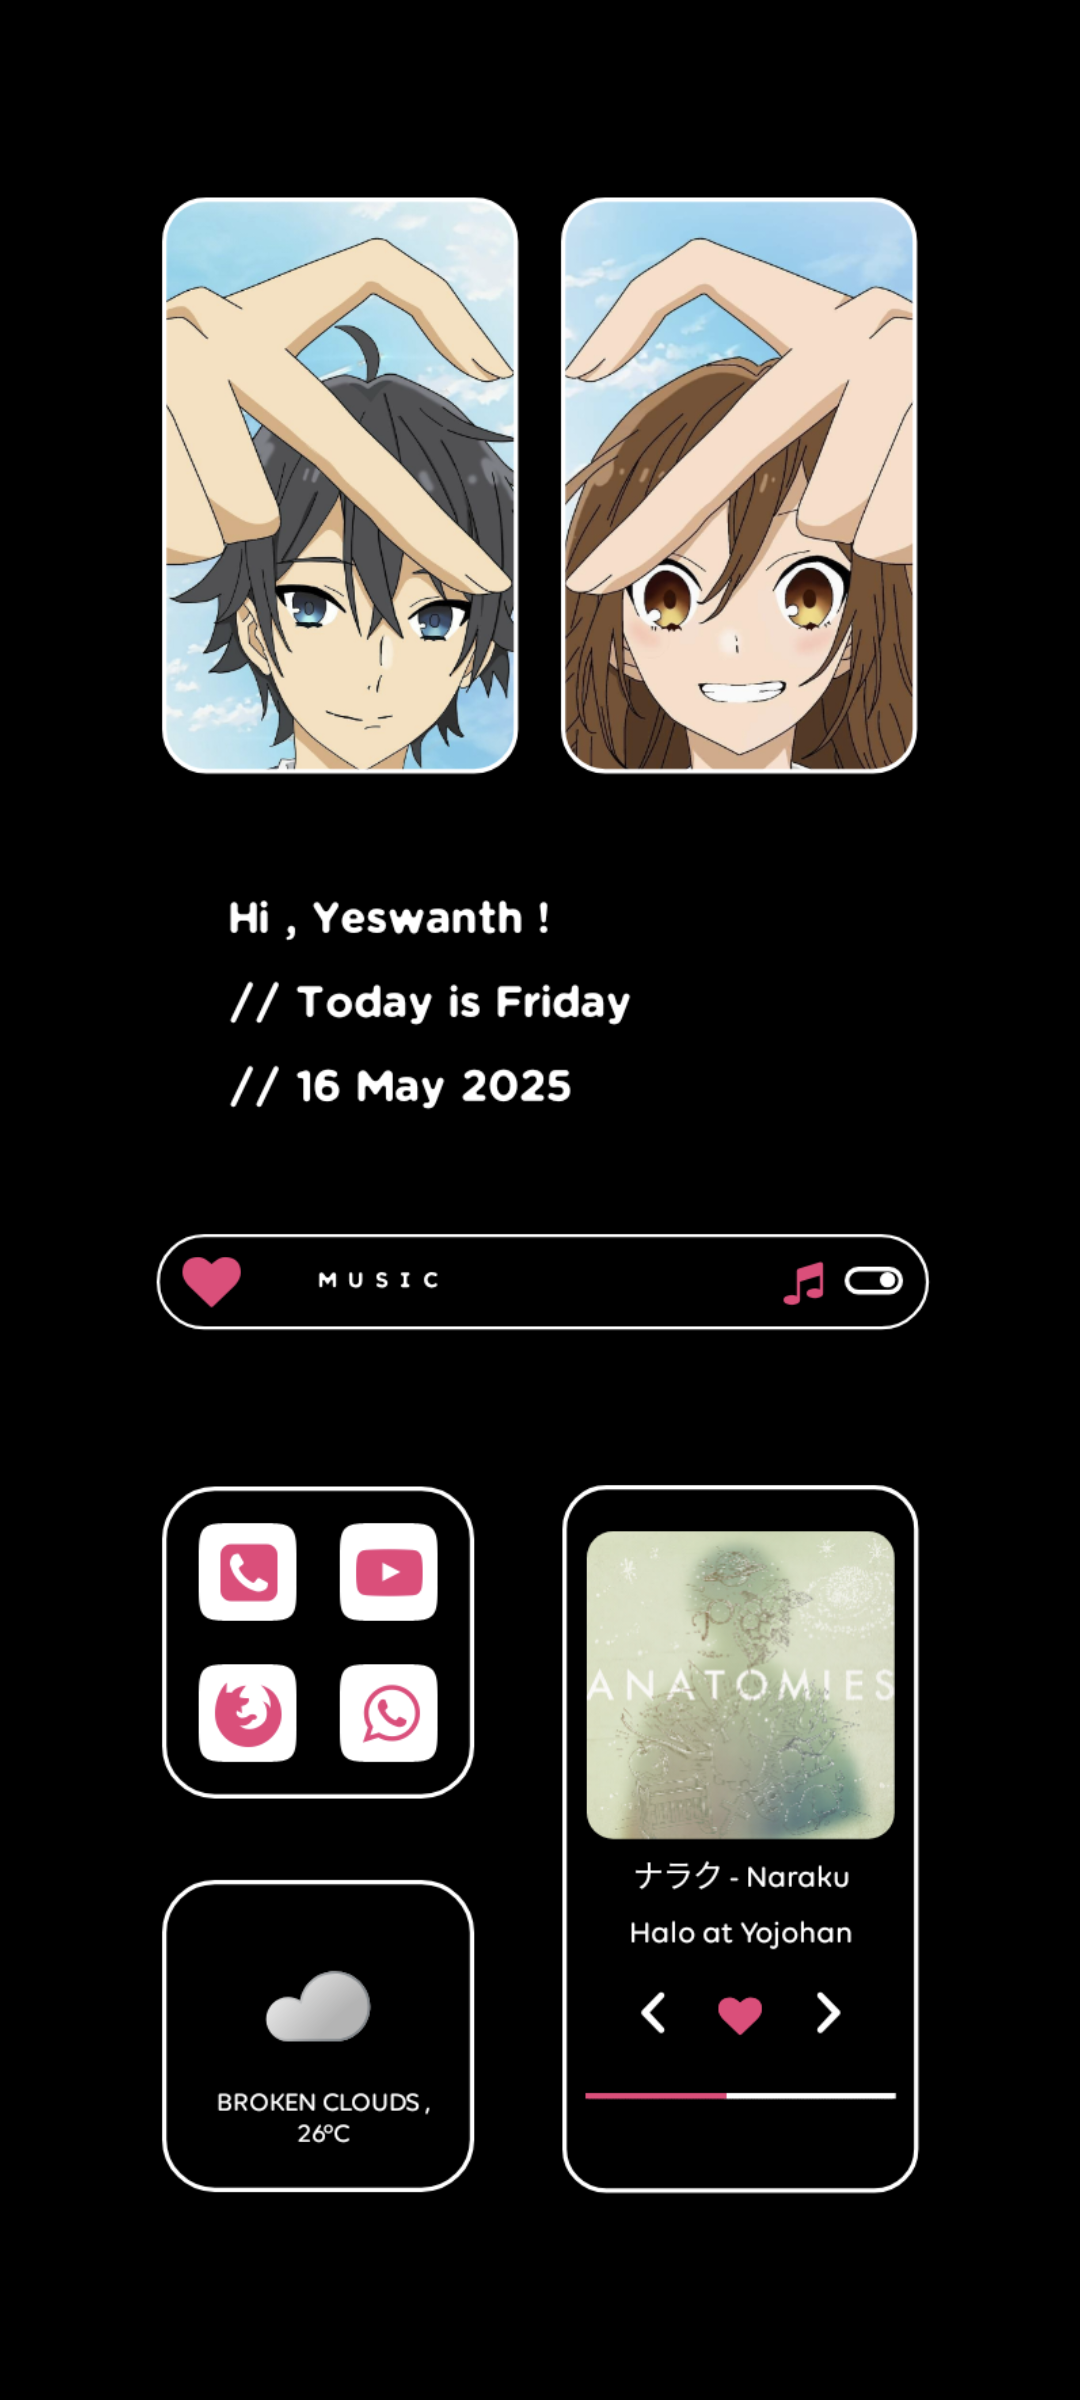 Hi , Yeswanth !
// Today is Friday
// 16 May 2025
MUSIC
ANATOMIES
ナラク - Naraku
Halo at Yojohan
BROKEN CLOUDS ,
26°C